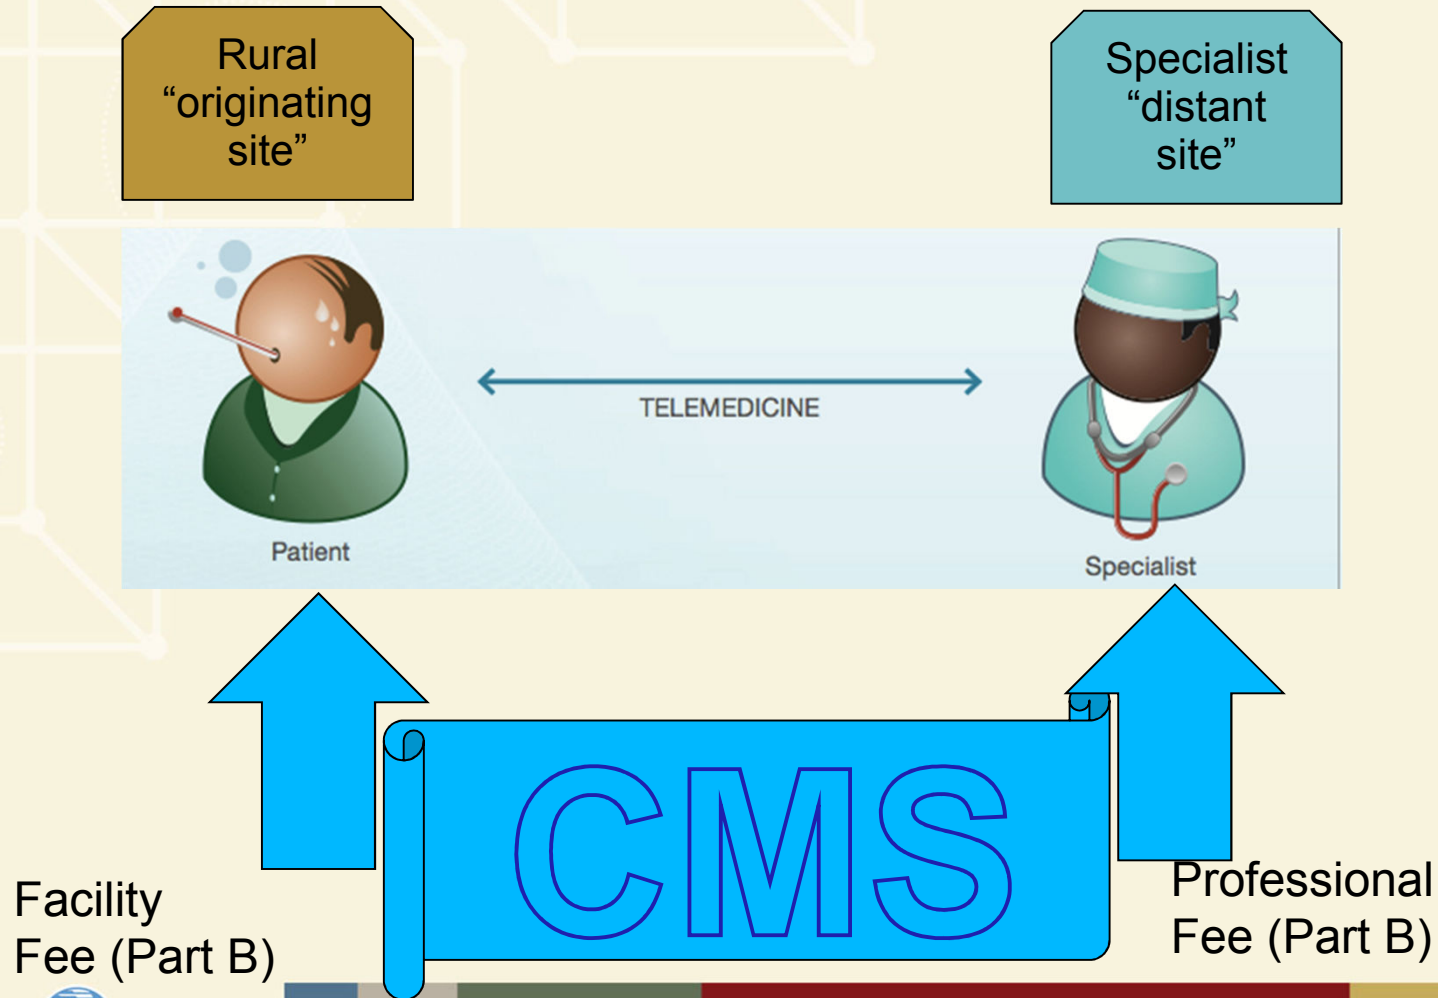 Rural
“originating
site”
Specialist
“distant
site”
TELEMEDICINE
Patient
Specialist
CMS
Facility
Fee (Part B)
Professional
Fee (Part B)